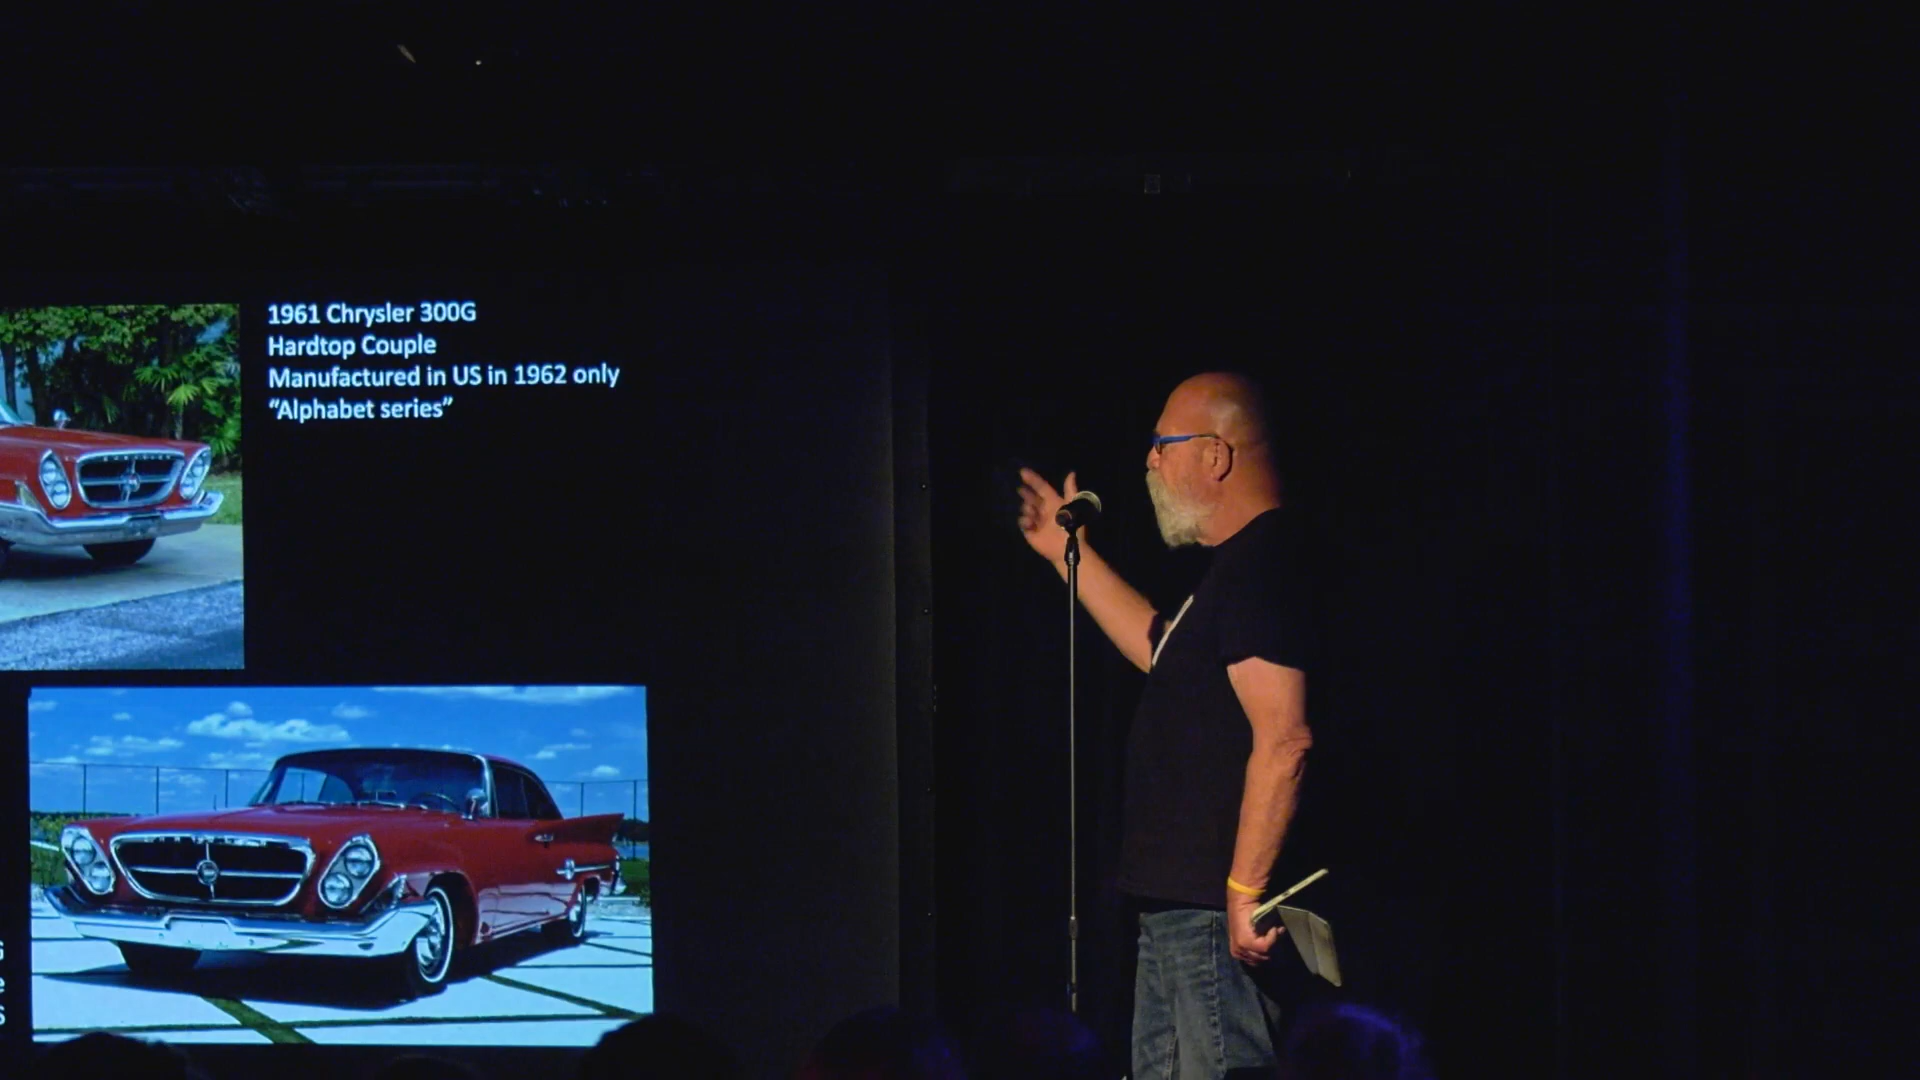 1961 Chrysler 300G
Hardtop Couple
Manufactured in US in 1962 only
“Alphabet series”